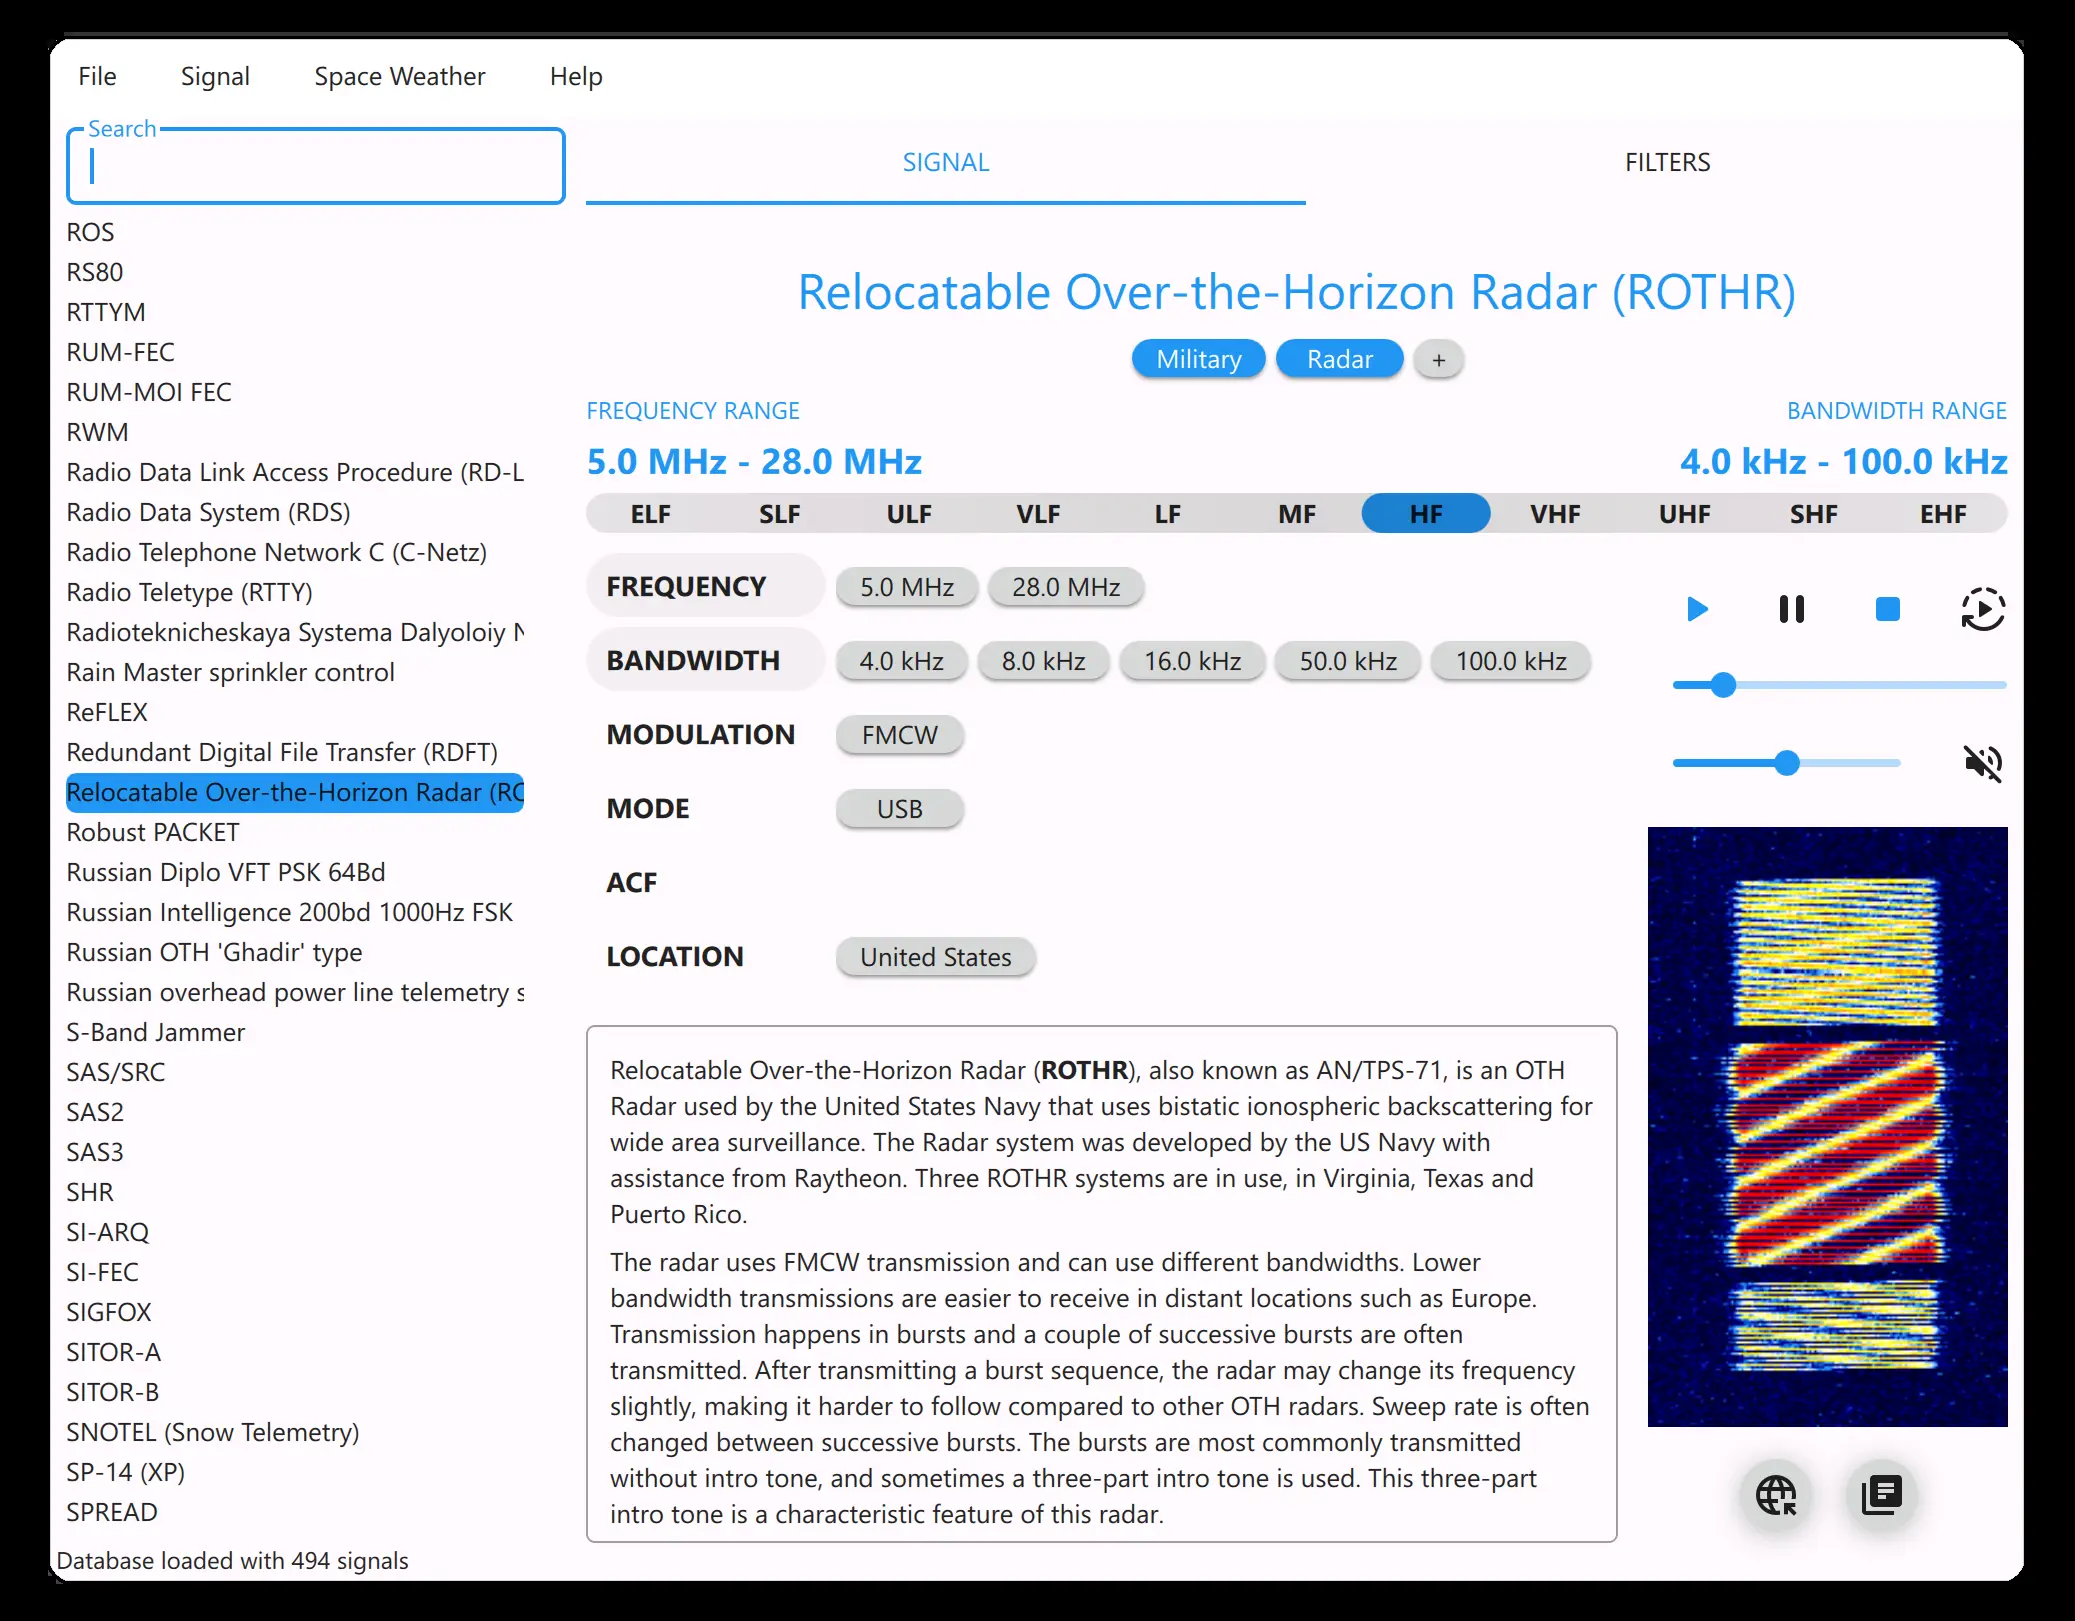 File Signal Space Weather Help
Search
SIGNAL FILTERS
ROS
RS80
RTTYM
RUM-FEC
RUM-MOI FEC
RWM
Radio Data Link Access Procedure (RD-L
Radio Data System (RDS)
Radio Telephone Network C (C-Netz)
Radio Teletype (RTTY)
Radioteknicheskaya Systema Dalyoloiy N
Rain Master sprinkler control
ReFLEX
Redundant Digital File Transfer (RDFT)
Relocatable Over-the-Horizon Radar (RO
Robust PACKET
Russian Diplo VFT PSK 64Bd
Russian Intelligence 200bd 1000Hz FSK
Russian OTH 'Ghadir' type
Russian overhead power line telemetry s
S-Band Jammer
SAS/SRC
SAS2
SAS3
SHR
SI-ARQ
SI-FEC
SIGFOX
SITOR-A
SITOR-B
SNOTEL (Snow Telemetry)
SP-14 (XP)
SPREAD
Database loaded with 494 signals
Relocatable Over-the-Horizon Radar (ROTHR)
Military Radar +
FREQUENCY RANGE BANDWIDTH RANGE
5.0 MHz - 28.0 MHz 4.0 kHz - 100.0 kHz
ELF SLF ULF VLF LF MF HF VHF UHF SHF EHF
FREQUENCY 5.0 MHz 28.0 MHz
BANDWIDTH 4.0 kHz 8.0 kHz 16.0 kHz 50.0 kHz 100.0 kHz
MODULATION FMCW
MODE USB
ACF
LOCATION United States
Relocatable Over-the-Horizon Radar (ROTHR), also known as AN/TPS-71, is an OTH
Radar used by the United States Navy that uses bistatic ionospheric backscattering for
wide area surveillance. The Radar system was developed by the US Navy with
assistance from Raytheon. Three ROTHR systems are in use, in Virginia, Texas and
Puerto Rico.
The radar uses FMCW transmission and can use different bandwidths. Lower
bandwidth transmissions are easier to receive in distant locations such as Europe.
Transmission happens in bursts and a couple of successive bursts are often
transmitted. After transmitting a burst sequence, the radar may change its frequency
slightly, making it harder to follow compared to other OTH radars. Sweep rate is often
changed between successive bursts. The bursts are most commonly transmitted
without intro tone, and sometimes a three-part intro tone is used. This three-part
intro tone is a characteristic feature of this radar.